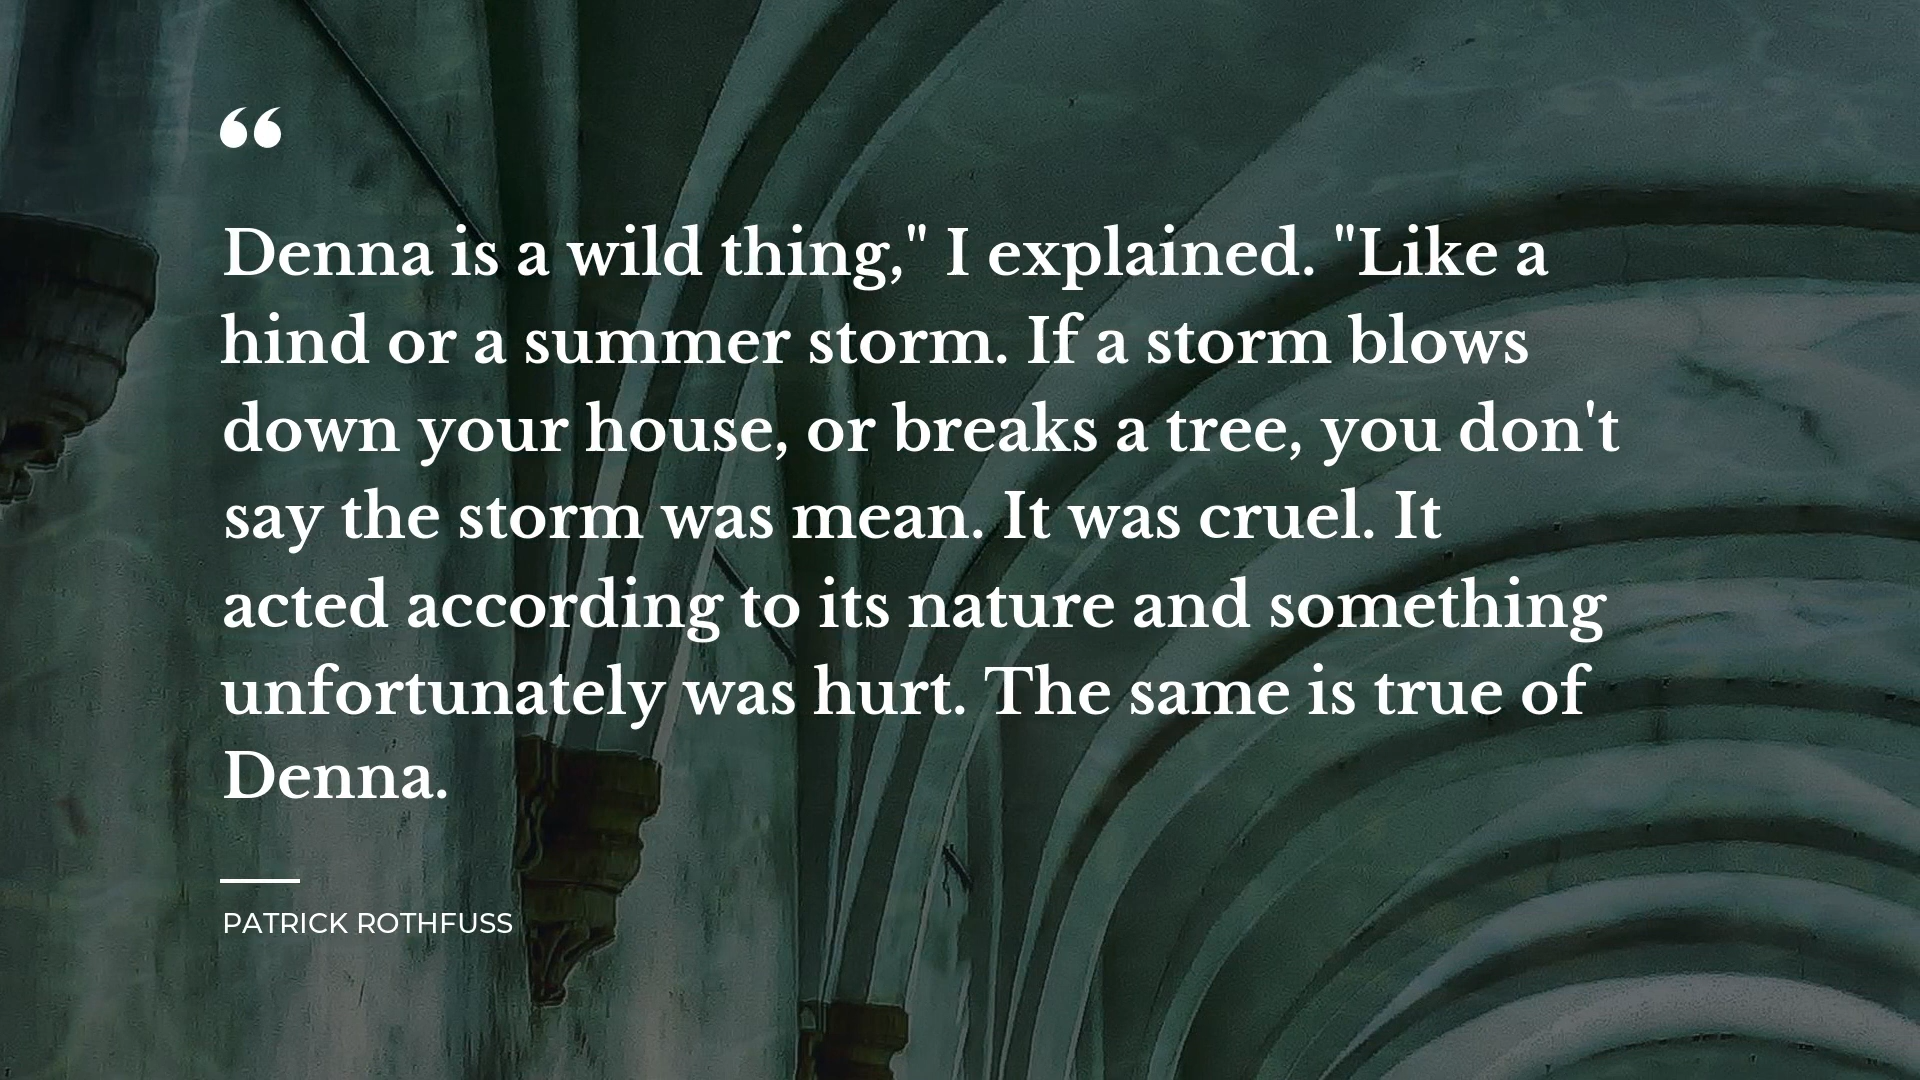 “
Denna is a wild thing," I explained. "Like a
hind or a summer storm. If a storm blows
down your house, or breaks a tree, you don't
say the storm was mean. It was cruel. It
acted according to its nature and something
unfortunately was hurt. The same is true of
Denna.
PATRICK ROTHFUSS